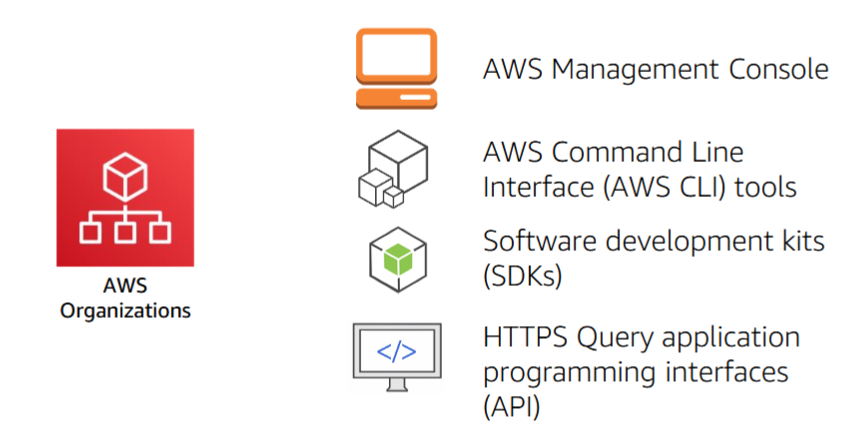 AWS Management Console
AWS Command Line
Interface (AWS CLI) tools
AWS
Organizations
Software development kits
(SDKs)
</>
HTTPS Query application
programming interfaces
(API)